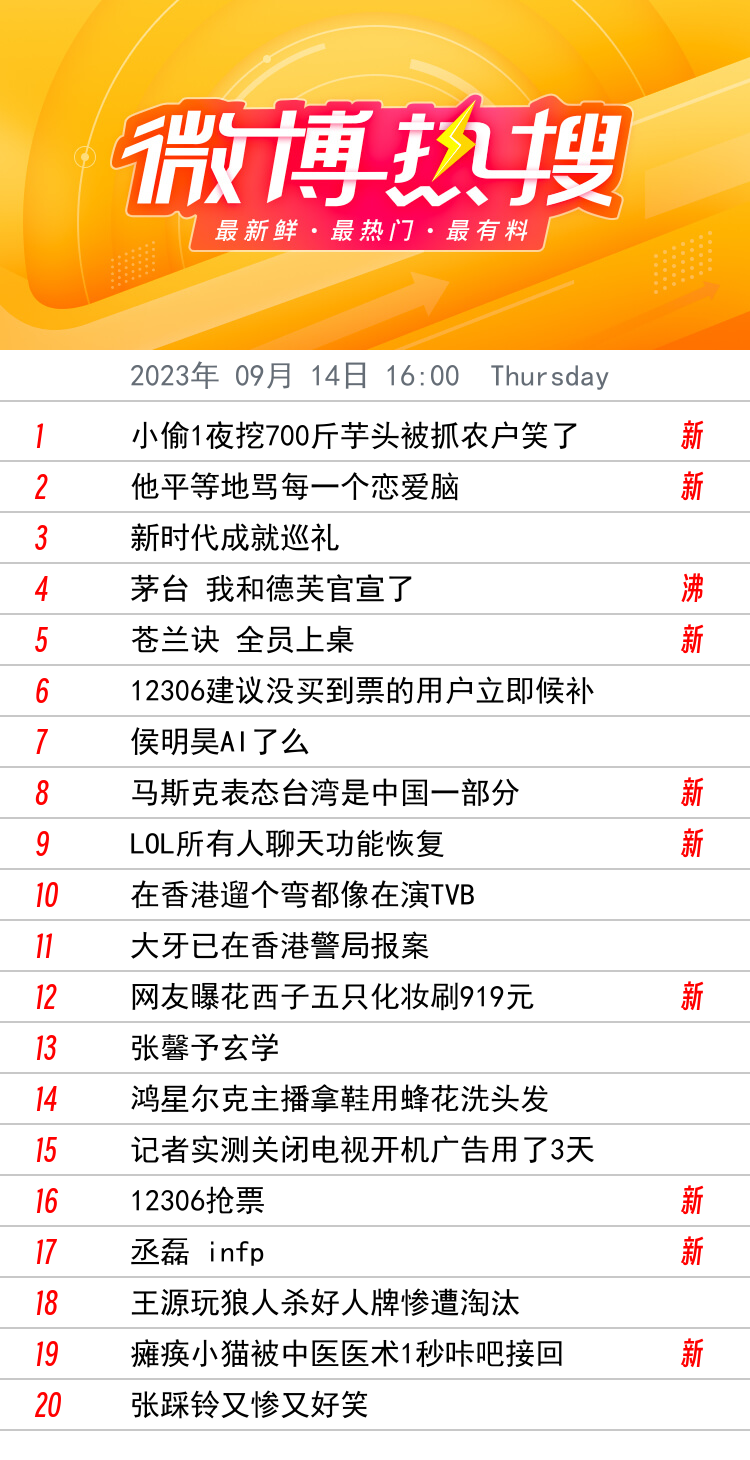 微博热搜
最新鲜·最热门·最有料
2023年 09月 14日 16:00 Thursday
1 小偷1夜挖700斤芋头被抓农户笑了 新
2 他平等地骂每一个恋爱脑 新
3 新时代成就巡礼
4 茅台 我和德芙官宣了 沸
5 苍兰诀 全员上桌 新
6 12306建议没买到票的用户立即候补
7 侯明昊AI了么
8 马斯克表态台湾是中国一部分 新
9 LOL所有人聊天功能恢复 新
10 在香港遛个弯都像在演TVB
11 大牙已在香港警局报案
12 网友曝花西子五只化妆刷919元 新
13 张馨予玄学
14 鸿星尔克主播拿鞋用蜂花洗头发
15 记者实测关闭电视开机广告用了3天
16 12306抢票 新
17 丞磊 infp 新
18 王源玩狼人杀好人牌惨遭淘汰
19 瘫痪小猫被中医医术1秒咔吧接回 新
20 张踩铃又惨又好笑